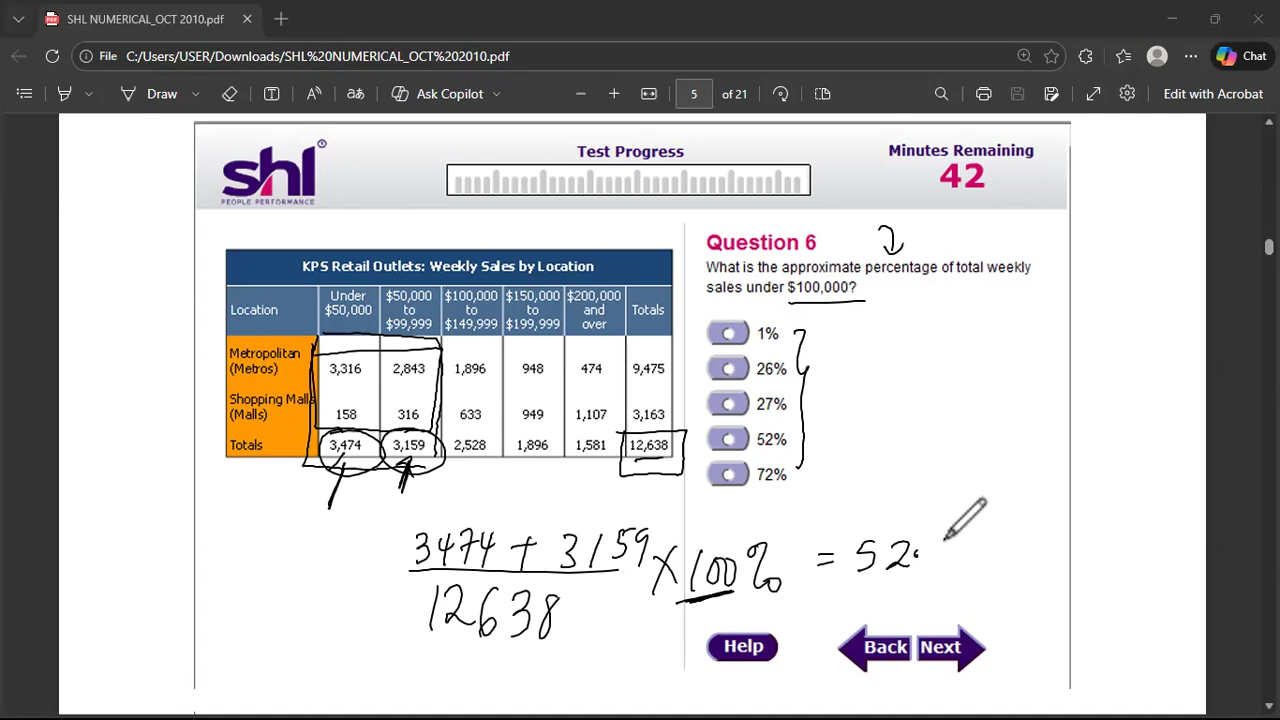 SHL NUMERICAL_OCT 2010.pdf
File C:/Users/USER/Downloads/SHL%20NUMERICAL_OCT%202010.pdf
Chat
Draw
Ask Copilot
5 of 21
Edit with Acrobat
shl
PEOPLE PERFORMANCE
Test Progress
Minutes Remaining
42
KPS Retail Outlets: Weekly Sales by Location
Location Under $50,000 $50,000 to $99,999 $100,000 to $149,999 $150,000 to $199,999 $200,000 and over Totals
Metropolitan (Metros) 3,316 2,843 1,896 948 474 9,475
Shopping Malls (Malls) 158 316 633 949 1,107 3,163
Totals 3,474 3,159 2,528 1,896 1,581 12,638
Question 6
What is the approximate percentage of total weekly
sales under $100,000?
1%
26%
27%
52%
72%
3474 + 3159 × 100% = 52.
12638
Help
Back
Next